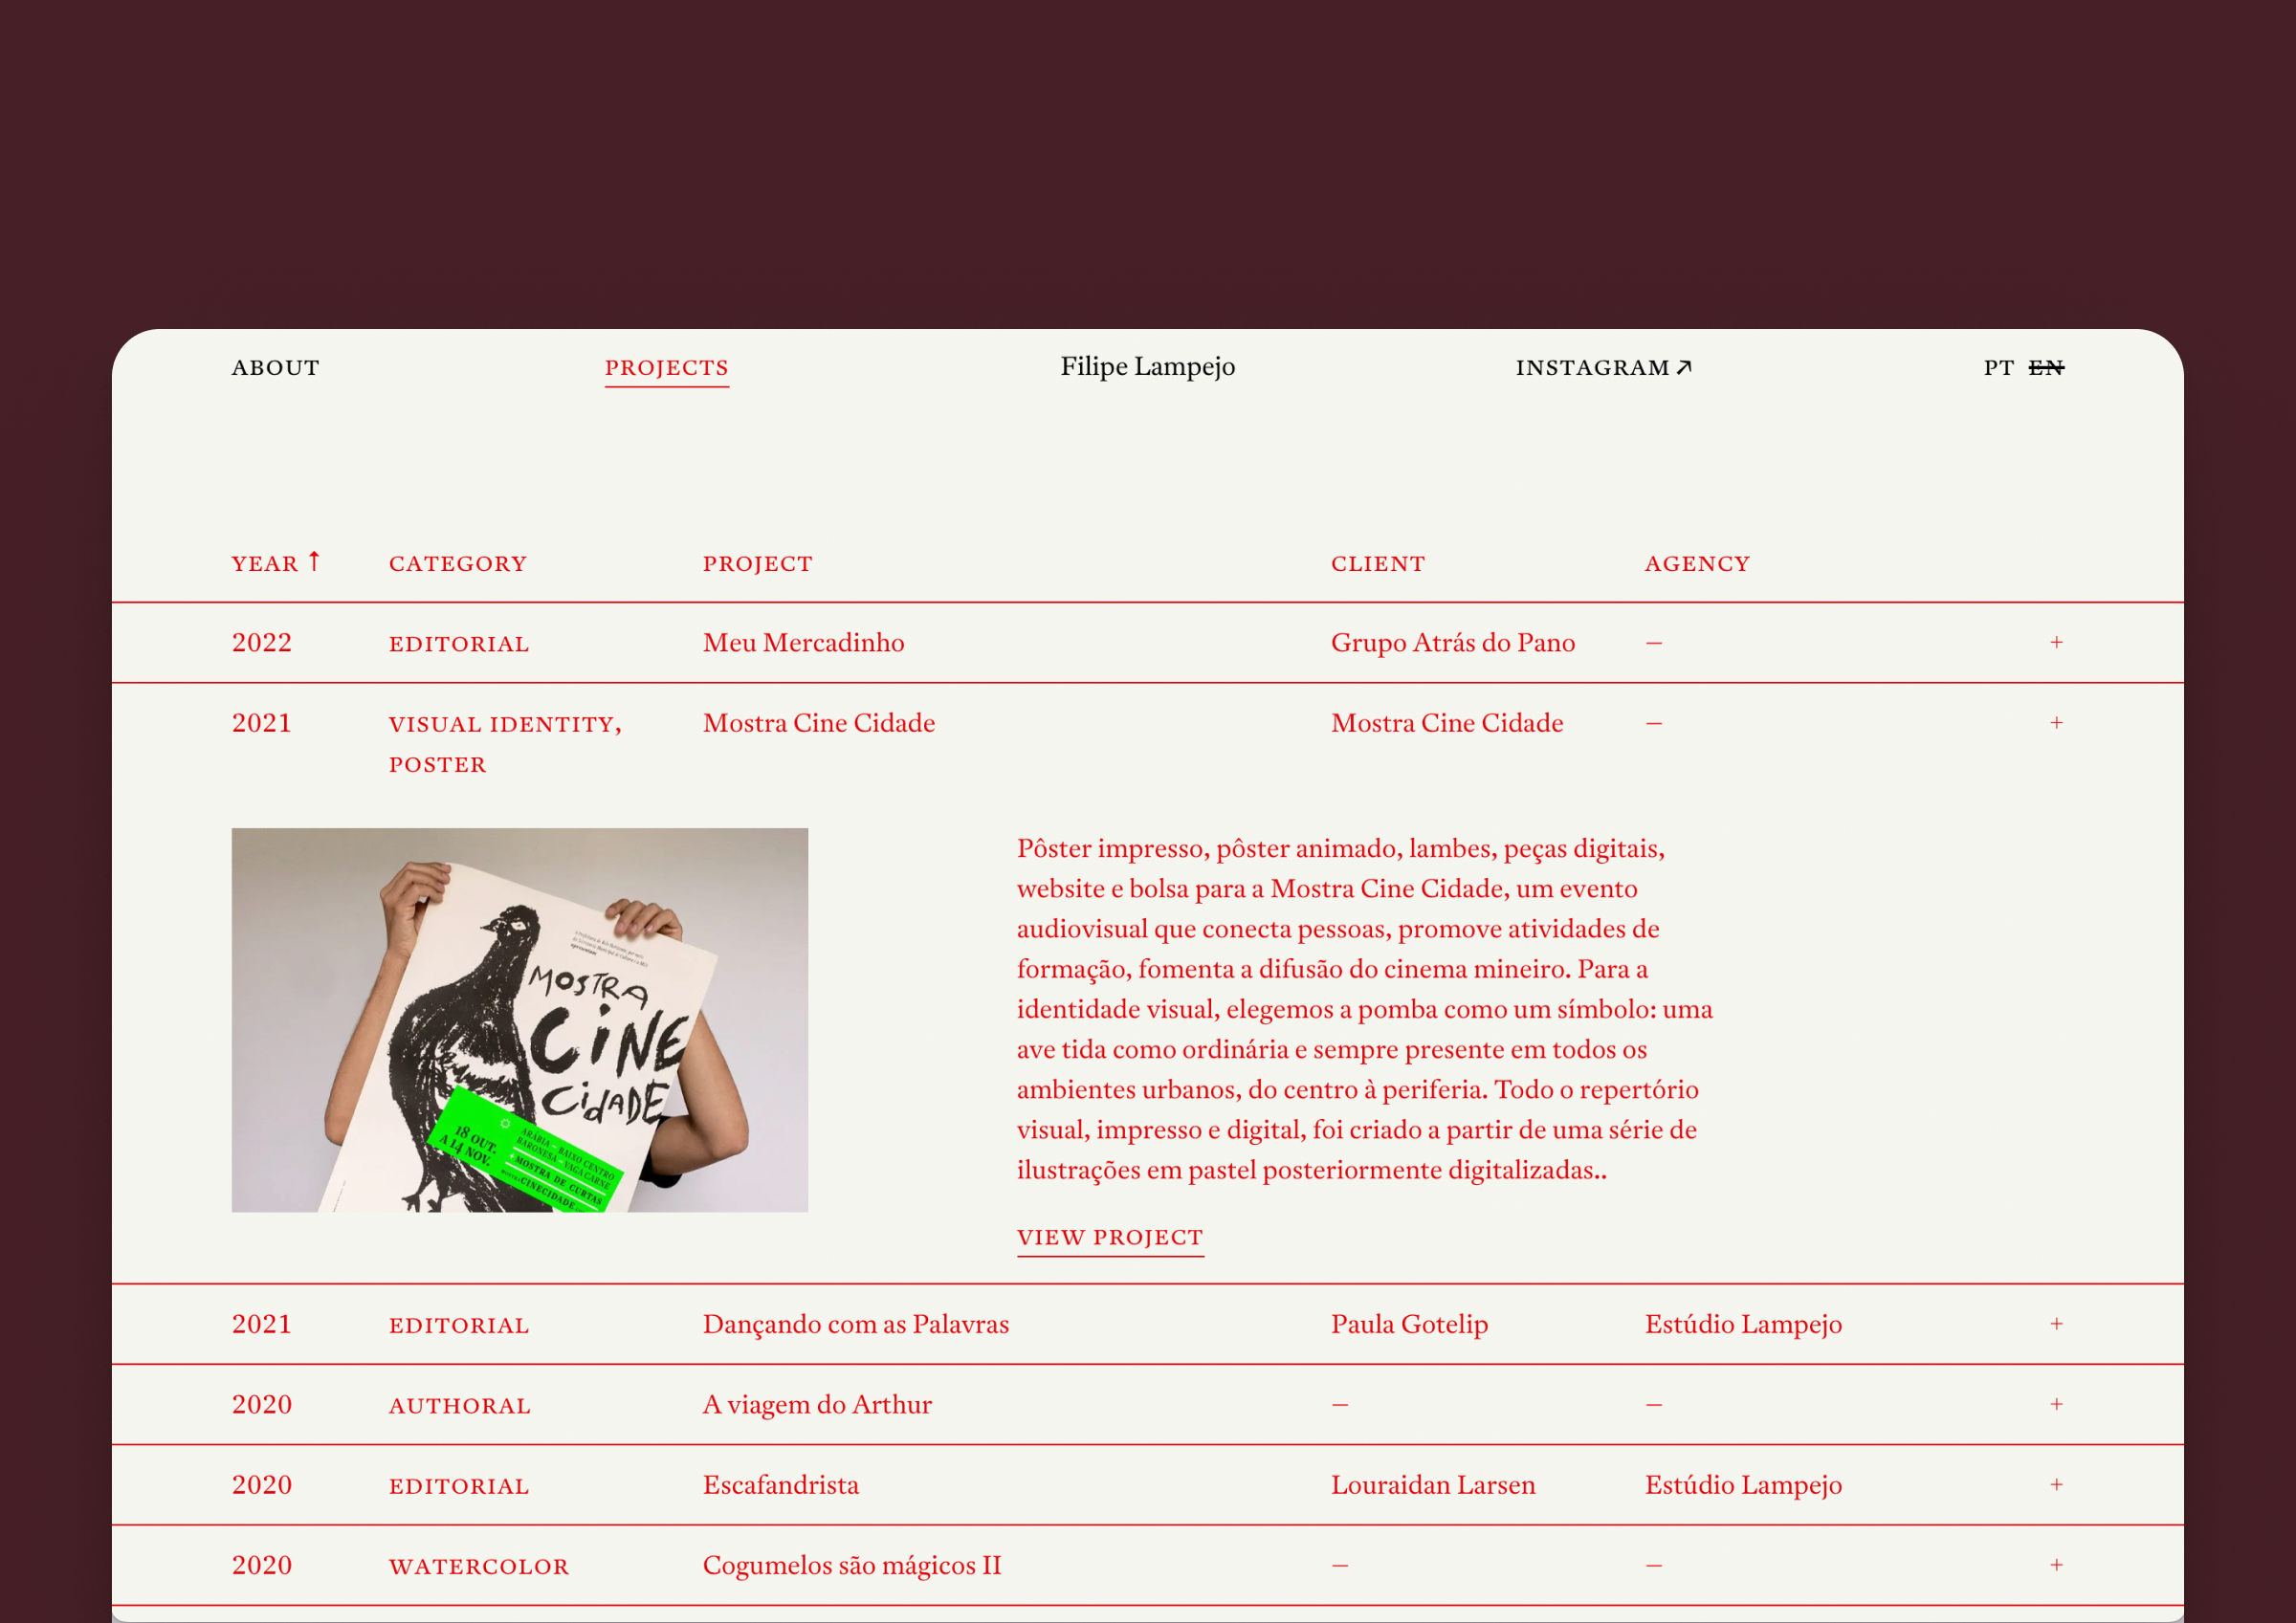 ABOUT PROJECTS Filipe Lampejo INSTAGRAM ↗ PT EN
YEAR ↑ CATEGORY PROJECT CLIENT AGENCY
2022 EDITORIAL Meu Mercadinho Grupo Atrás do Pano — +
2021 VISUAL IDENTITY, Mostra Cine Cidade Mostra Cine Cidade — +
POSTER
MOSTRA
CINE
CIDADE
18 OUT.
A 14 NOV.
ARÁBIA BAIXO CENTRO
BARONESA VAGA CARNE
+ MOSTRA DE CURTAS
CINECIDADE
Pôster impresso, pôster animado, lambes, peças digitais,
website e bolsa para a Mostra Cine Cidade, um evento
audiovisual que conecta pessoas, promove atividades de
formação, fomenta a difusão do cinema mineiro. Para a
identidade visual, elegemos a pomba como um símbolo: uma
ave tida como ordinária e sempre presente em todos os
ambientes urbanos, do centro à periferia. Todo o repertório
visual, impresso e digital, foi criado a partir de uma série de
ilustrações em pastel posteriormente digitalizadas..
VIEW PROJECT
2021 EDITORIAL Dançando com as Palavras Paula Gotelip Estúdio Lampejo +
2020 AUTHORAL A viagem do Arthur — — +
2020 EDITORIAL Escafandrista Louraidan Larsen Estúdio Lampejo +
2020 WATERCOLOR Cogumelos são mágicos II — — +